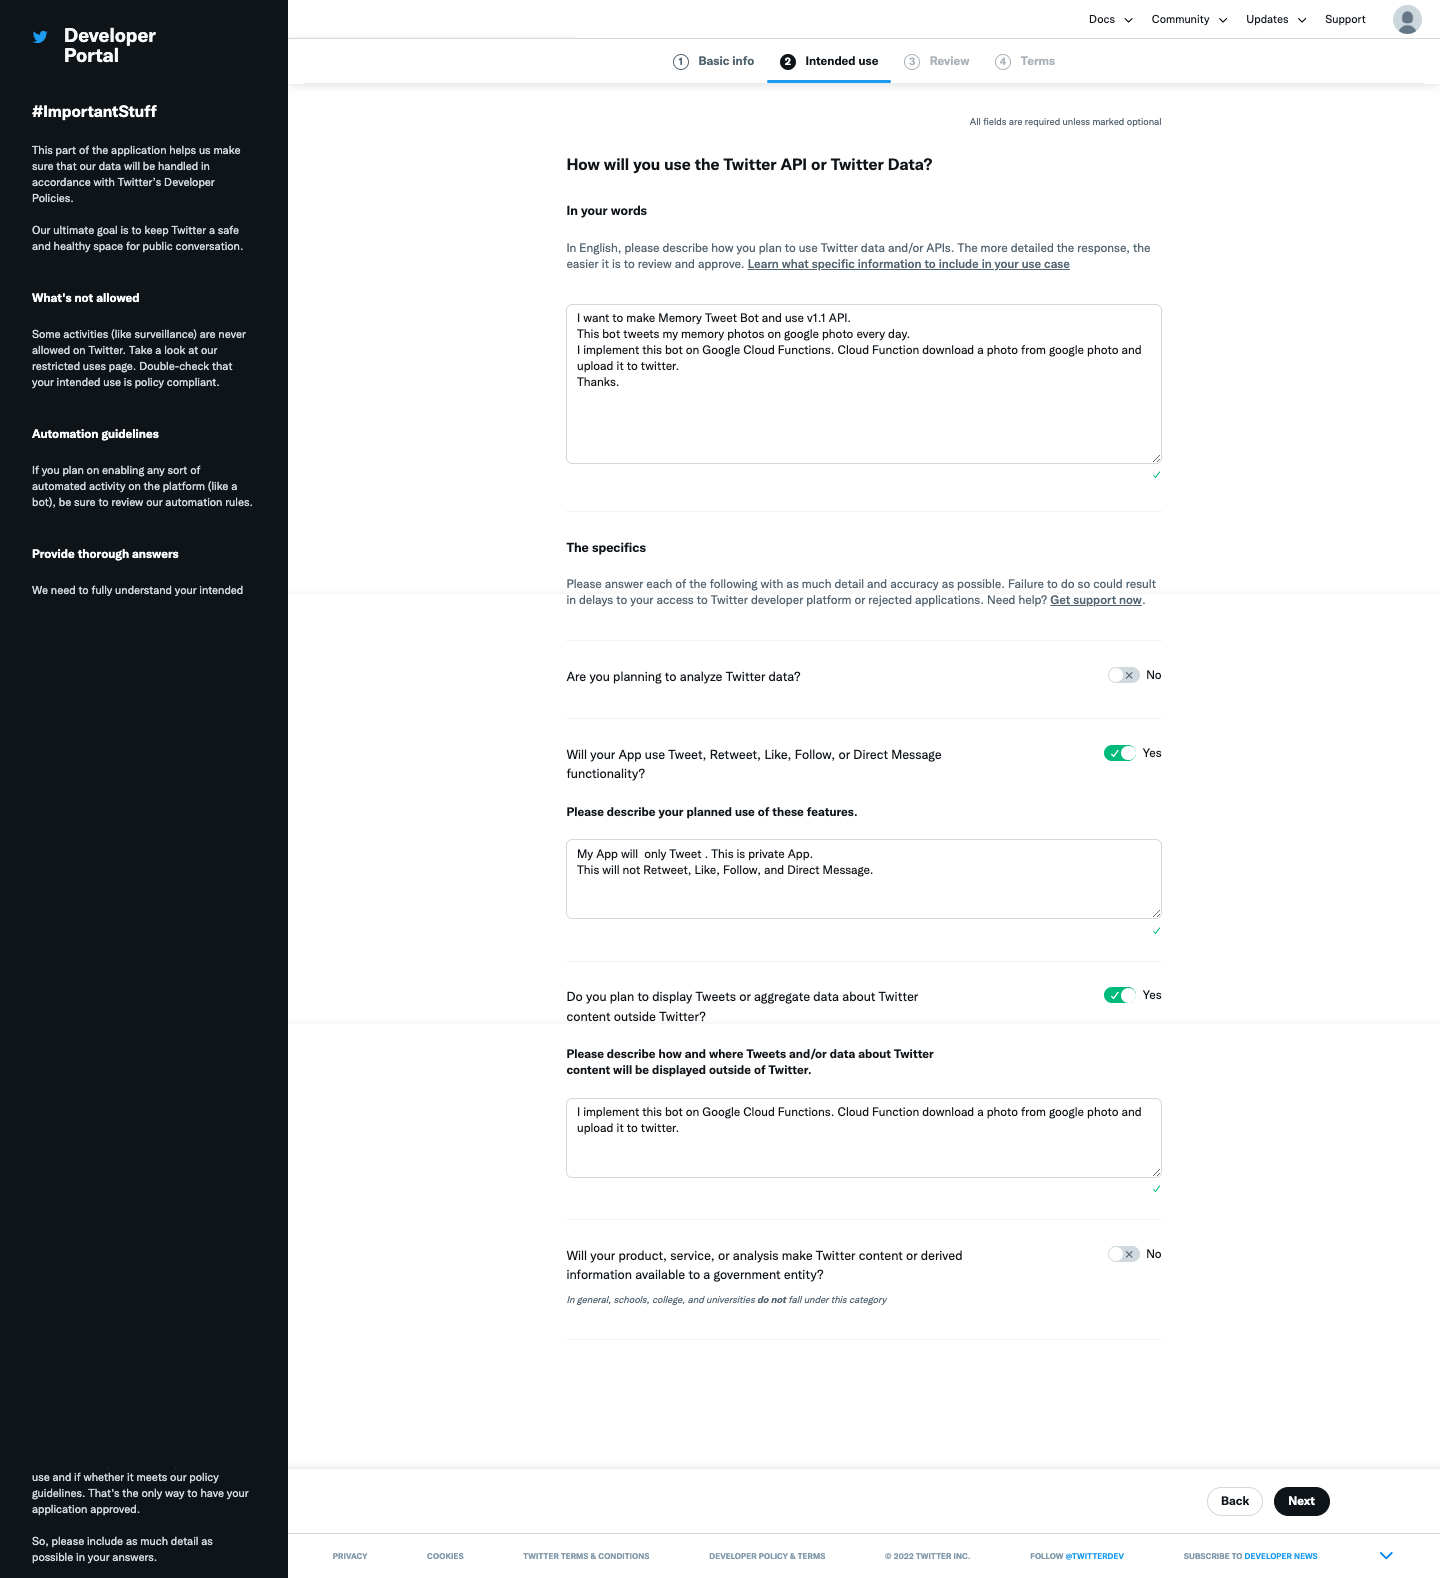 Developer
Portal
#ImportantStuff
This part of the application helps us make
sure that our data will be handled in
accordance with Twitter's Developer
Policies.
Our ultimate goal is to keep Twitter a safe
and healthy space for public conversation.
What's not allowed
Some activities (like surveillance) are never
allowed on Twitter. Take a look at our
restricted uses page. Double-check that
your intended use is policy compliant.
Automation guidelines
If you plan on enabling any sort of
automated activity on the platform (like a
bot), be sure to review our automation rules.
Provide thorough answers
We need to fully understand your intended
use and if whether it meets our policy
guidelines. That's the only way to have your
application approved.
So, please include as much detail as
possible in your answers.
Docs Community Updates Support
1 Basic info 2 Intended use 3 Review 4 Terms
All fields are required unless marked optional
How will you use the Twitter API or Twitter Data?
In your words
In English, please describe how you plan to use Twitter data and/or APIs. The more detailed the response, the
easier it is to review and approve. Learn what specific information to include in your use case
I want to make Memory Tweet Bot and use v1.1 API.
This bot tweets my memory photos on google photo every day.
I implement this bot on Google Cloud Functions. Cloud Function download a photo from google photo and
upload it to twitter.
Thanks.
The specifics
Please answer each of the following with as much detail and accuracy as possible. Failure to do so could result
in delays to your access to Twitter developer platform or rejected applications. Need help? Get support now.
Are you planning to analyze Twitter data? No
Will your App use Tweet, Retweet, Like, Follow, or Direct Message Yes
functionality?
Please describe your planned use of these features.
My App will  only Tweet . This is private App.
This will not Retweet, Like, Follow, and Direct Message.
Do you plan to display Tweets or aggregate data about Twitter Yes
content outside Twitter?
Please describe how and where Tweets and/or data about Twitter
content will be displayed outside of Twitter.
I implement this bot on Google Cloud Functions. Cloud Function download a photo from google photo and
upload it to twitter.
Will your product, service, or analysis make Twitter content or derived No
information available to a government entity?
In general, schools, college, and universities do not fall under this category
Back Next
PRIVACY COOKIES TWITTER TERMS & CONDITIONS DEVELOPER POLICY & TERMS © 2022 TWITTER INC. FOLLOW @TWITTERDEV SUBSCRIBE TO DEVELOPER NEWS